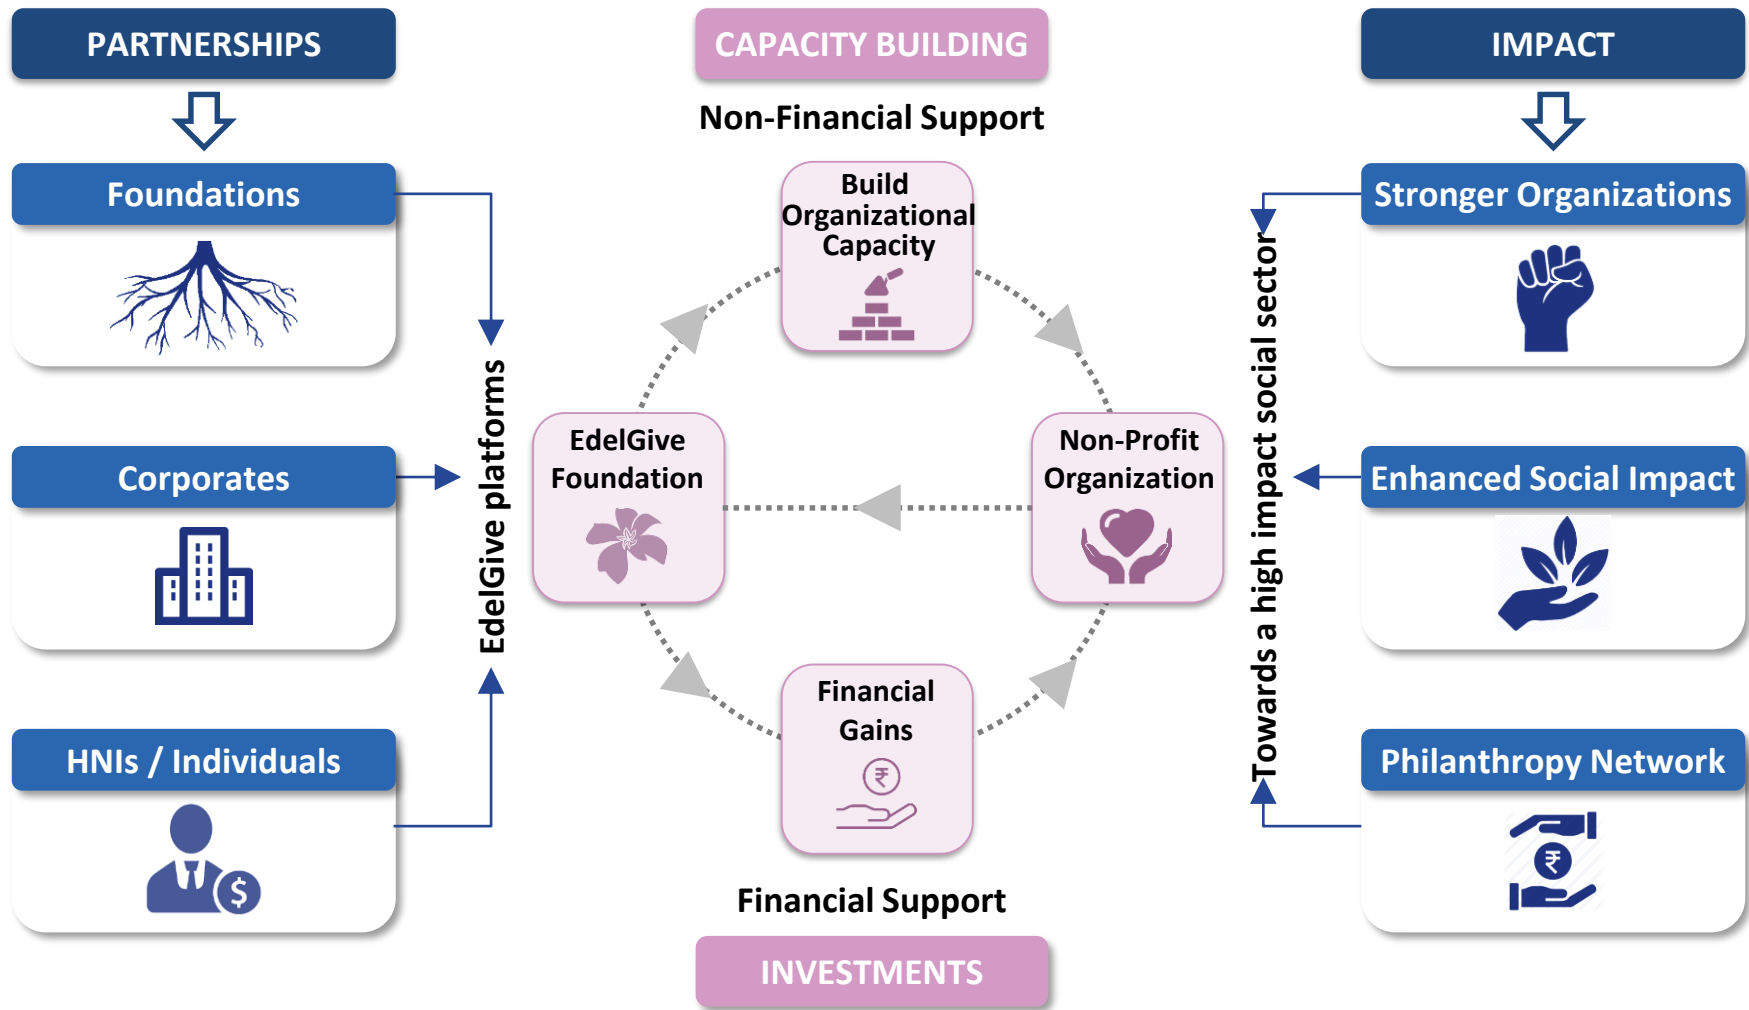 PARTNERSHIPS
Foundations
Corporates
HNIs / Individuals
$
EdelGive platforms
CAPACITY BUILDING
Non-Financial Support
Build
Organizational
Capacity
EdelGive
Foundation
Non-Profit
Organization
Financial
Gains
₹
Financial Support
INVESTMENTS
Towards a high impact social sector
IMPACT
Stronger Organizations
Enhanced Social Impact
Philanthropy Network
₹